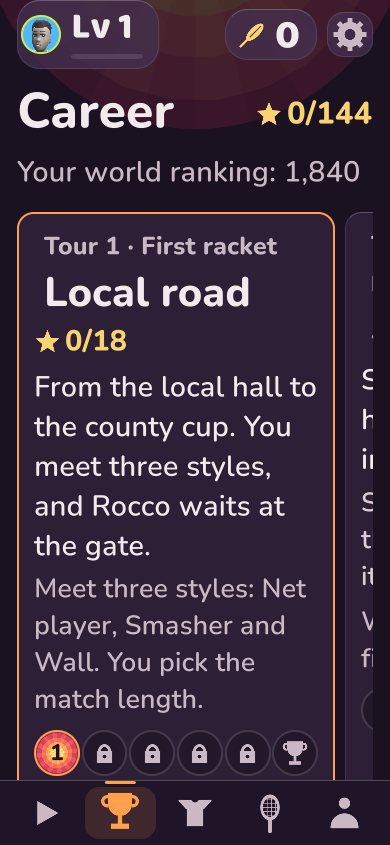 Lv 1
0
Career
0/144
Your world ranking: 1,840
Tour 1 · First racket
Local road
0/18
From the local hall to
the county cup. You
meet three styles,
and Rocco waits at
the gate.
Meet three styles: Net
player, Smasher and
Wall. You pick the
match length.
1